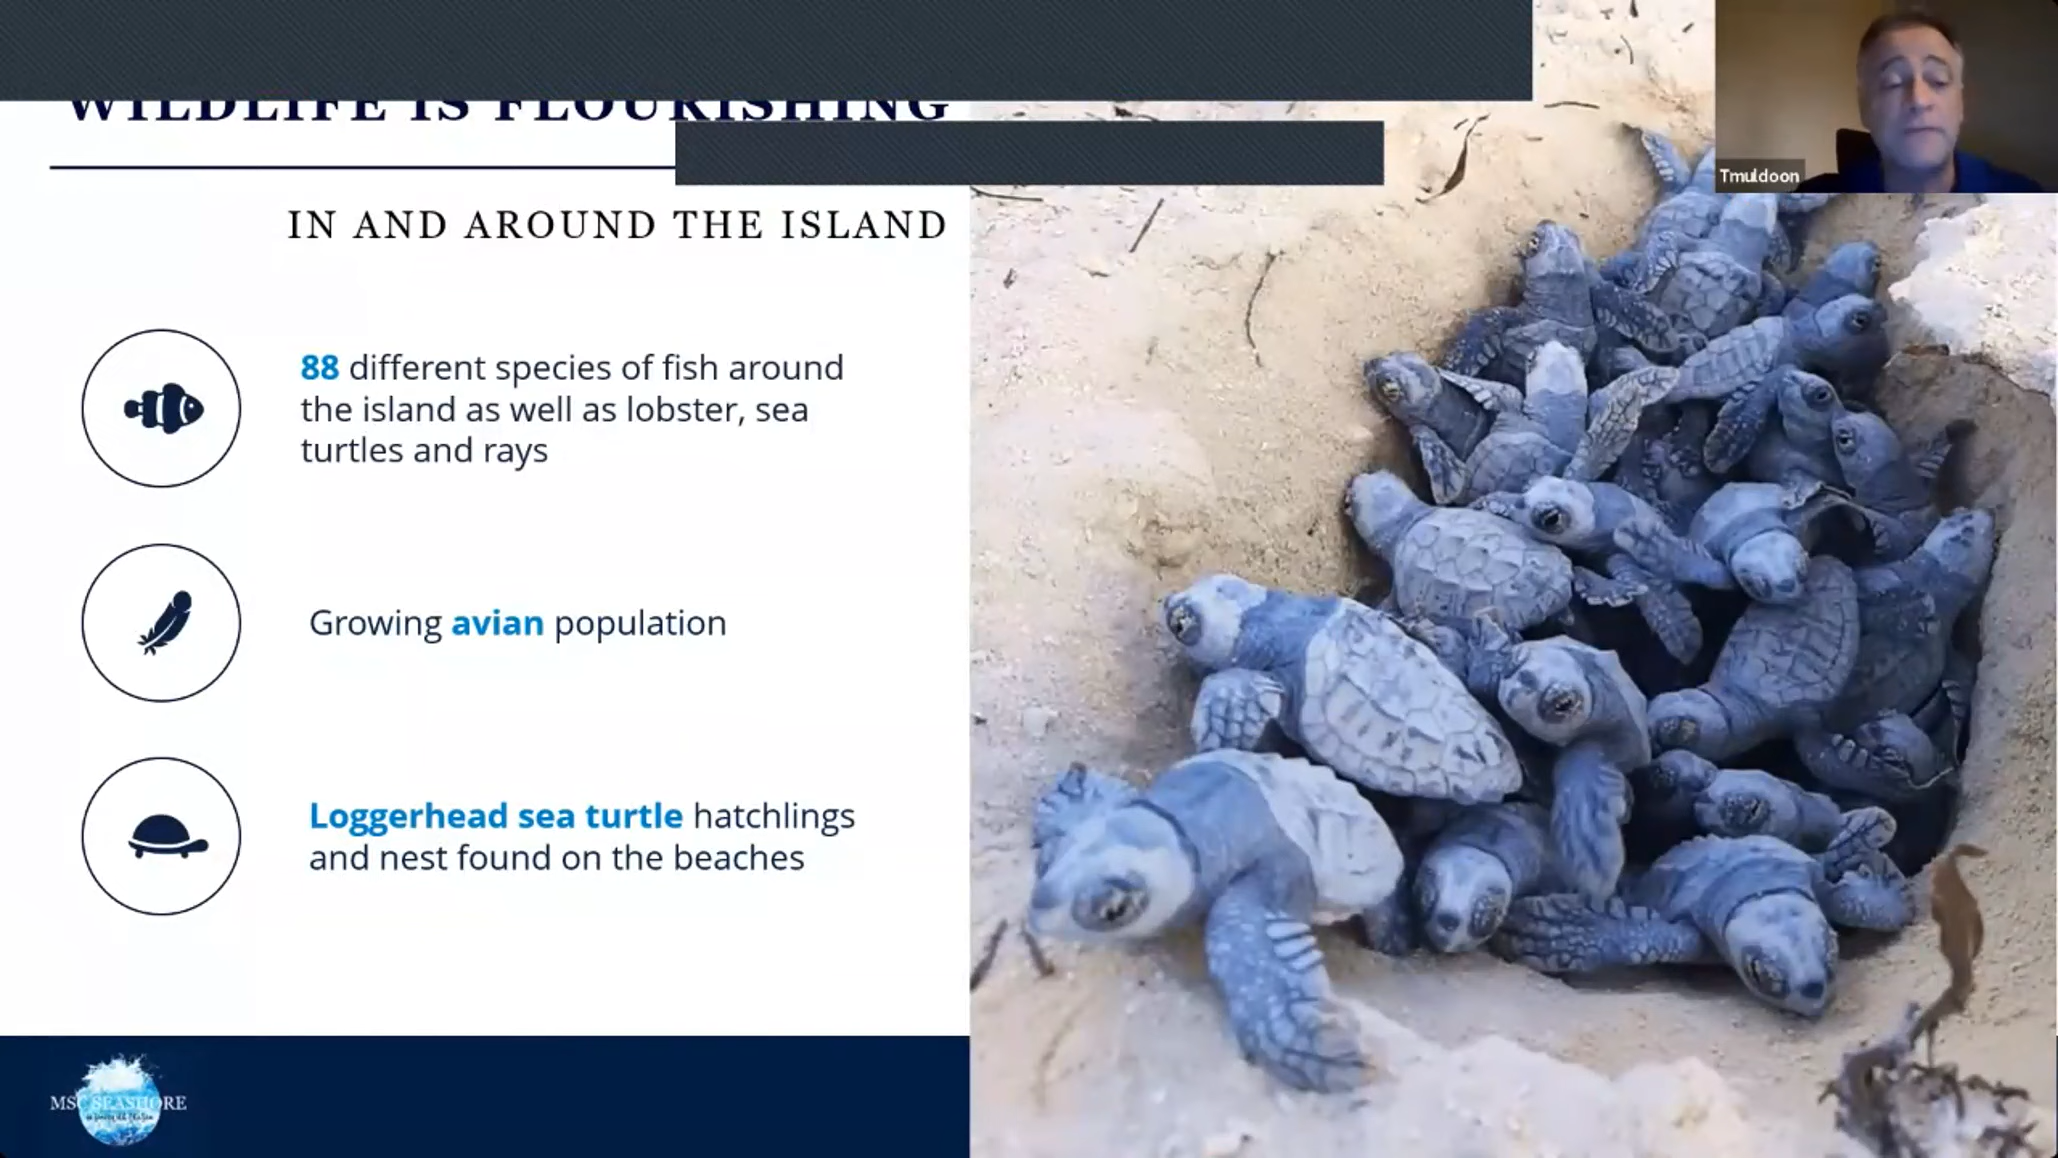 WILDLIFE IS FLOURISHING
Tmuldoon
IN AND AROUND THE ISLAND
88 different species of fish around
the island as well as lobster, sea
turtles and rays
Growing avian population
Loggerhead sea turtle hatchlings
and nest found on the beaches
MSC SEASHORE